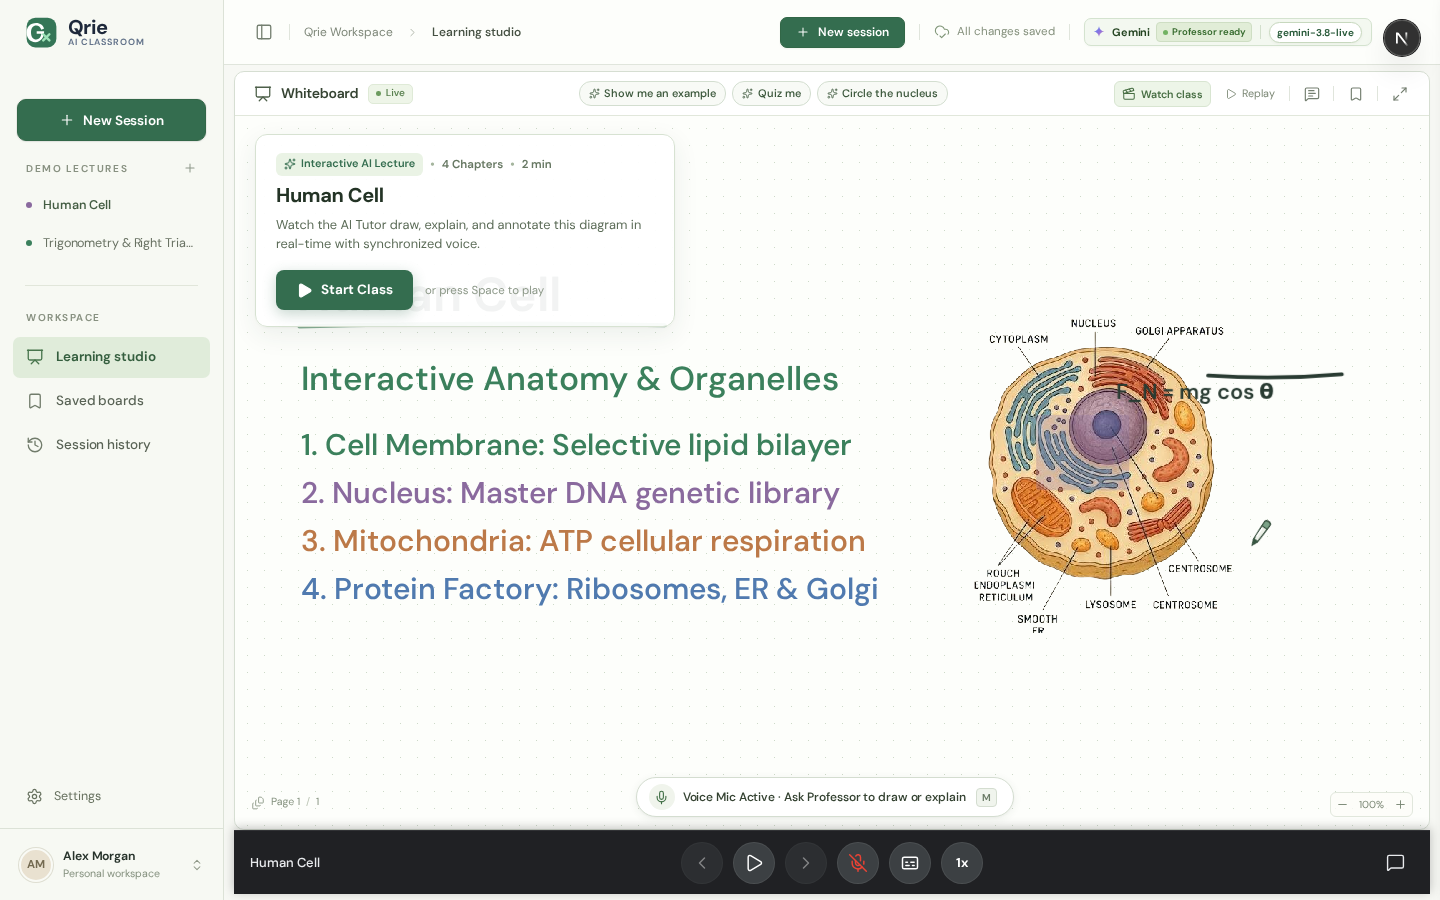 Qrie
AI CLASSROOM
New Session
DEMO LECTURES
Human Cell
Trigonometry & Right Tria...
WORKSPACE
Learning studio
Saved boards
Session history
Settings
AM
Alex Morgan
Personal workspace
Qrie Workspace
Learning studio
New session
All changes saved
Gemini
Professor ready
gemini-3.8-live
N
Whiteboard
Live
Show me an example
Quiz me
Circle the nucleus
Watch class
Replay
Interactive AI Lecture • 4 Chapters • 2 min
Human Cell
Watch the AI Tutor draw, explain, and annotate this diagram in
real-time with synchronized voice.
Start Class
or press Space to play
an Cell
Interactive Anatomy & Organelles
1. Cell Membrane: Selective lipid bilayer
2. Nucleus: Master DNA genetic library
3. Mitochondria: ATP cellular respiration
4. Protein Factory: Ribosomes, ER & Golgi
NUCLEUS
CYTOPLASM
GOLGI APPARATUS
F_N = mg cos θ
ROUCH
ENDOPLASMI
RETICULUM
CENTROSOME
LYSOSOME
CENTROSOME
SMOOTH
ER
Page 1 / 1
Voice Mic Active · Ask Professor to draw or explain
M
100%
Human Cell
1x